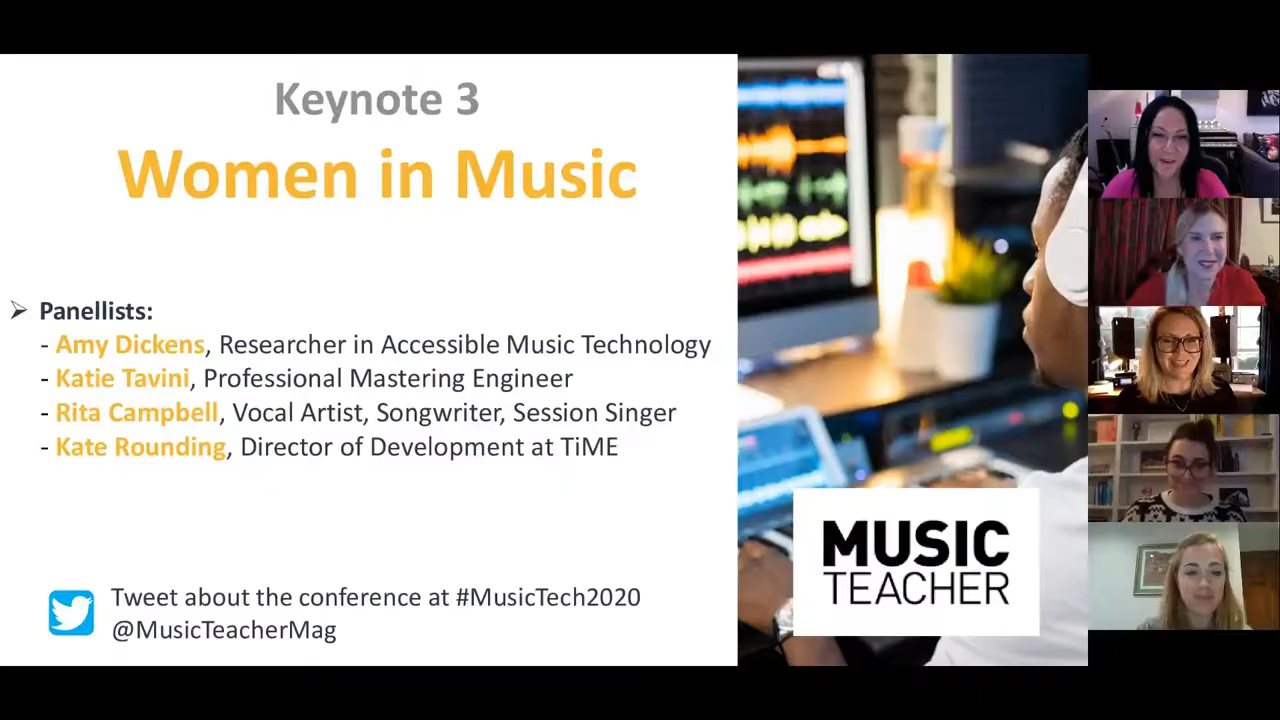 Keynote 3
Women in Music
➢ Panellists:
- Amy Dickens, Researcher in Accessible Music Technology
- Katie Tavini, Professional Mastering Engineer
- Rita Campbell, Vocal Artist, Songwriter, Session Singer
- Kate Rounding, Director of Development at TiME
Tweet about the conference at #MusicTech2020
@MusicTeacherMag
MUSIC
TEACHER